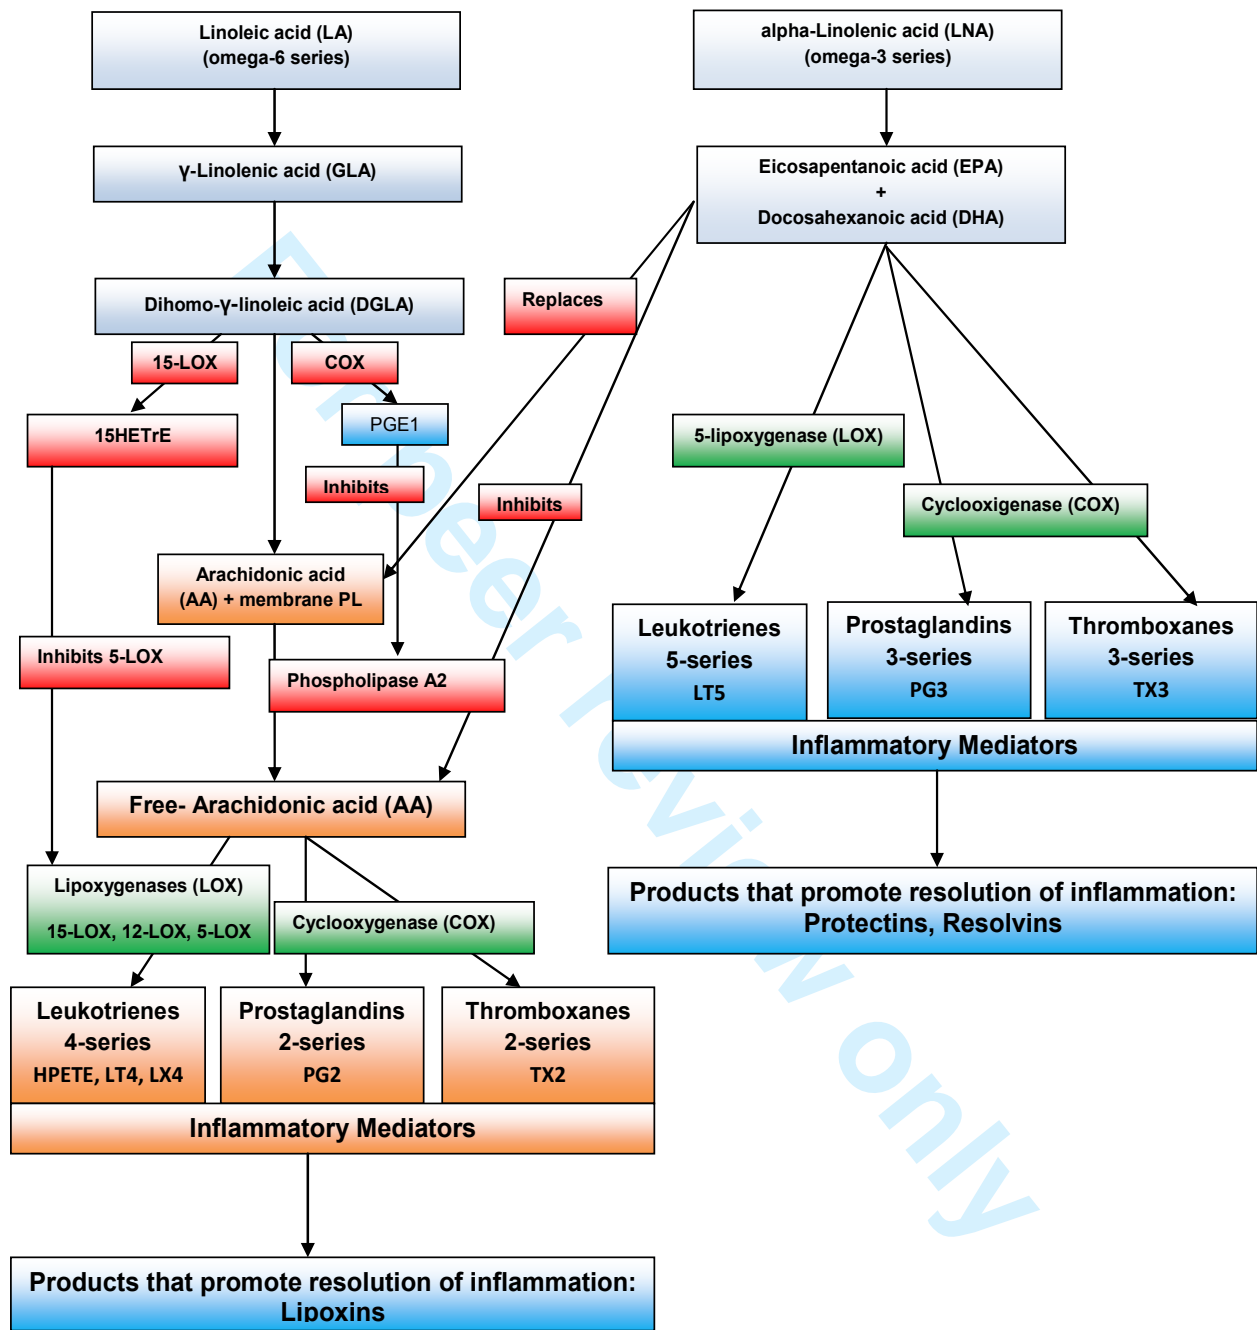 Linoleic acid (LA)
(omega-6 series)
alpha-Linolenic acid (LNA)
(omega-3 series)
γ-Linolenic acid (GLA)
Eicosapentanoic acid (EPA)
+
Docosahexanoic acid (DHA)
Dihomo-γ-linoleic acid (DGLA)
Replaces
15-LOX
COX
15HETrE
PGE1
5-lipoxygenase (LOX)
Inhibits
Inhibits
Cyclooxigenase (COX)
Arachidonic acid
(AA) + membrane PL
Inhibits 5-LOX
Phospholipase A2
Leukotrienes
5-series
LT5
Prostaglandins
3-series
PG3
Thromboxanes
3-series
TX3
Inflammatory Mediators
Free- Arachidonic acid (AA)
Lipoxygenases (LOX)
15-LOX, 12-LOX, 5-LOX
Cyclooxygenase (COX)
Products that promote resolution of inflammation:
Protectins, Resolvins
Leukotrienes
4-series
HPETE, LT4, LX4
Prostaglandins
2-series
PG2
Thromboxanes
2-series
TX2
Inflammatory Mediators
Products that promote resolution of inflammation:
Lipoxins
For peer review only